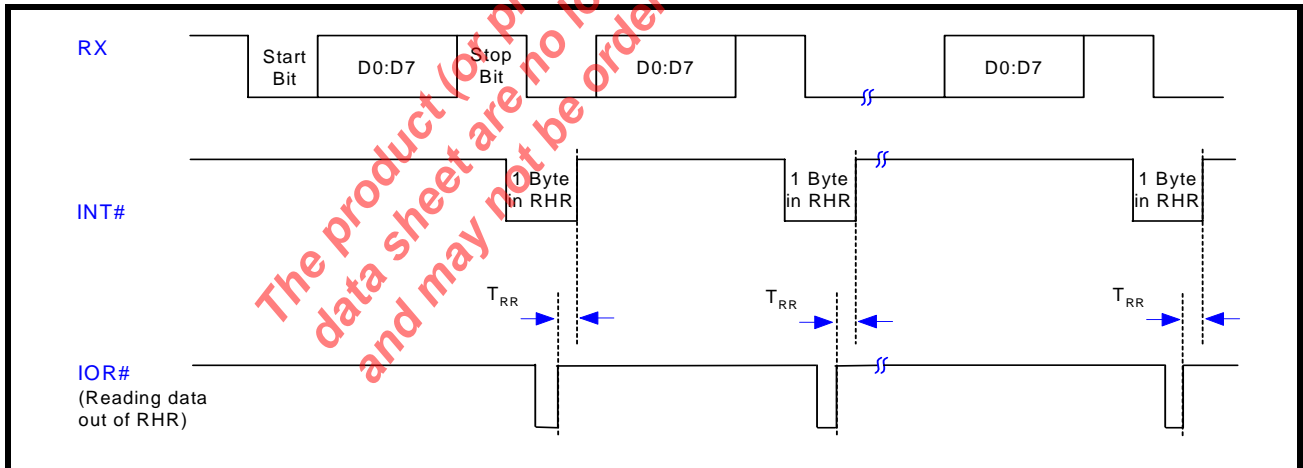 RX
Start
Bit
D0:D7
Stop
Bit
D0:D7
D0:D7
INT#
1 Byte
in RHR
1 Byte
in RHR
1 Byte
in RHR
TRR
TRR
TRR
IOR#
(Reading data
out of RHR)
The product (or
data sheet are no
and may not be